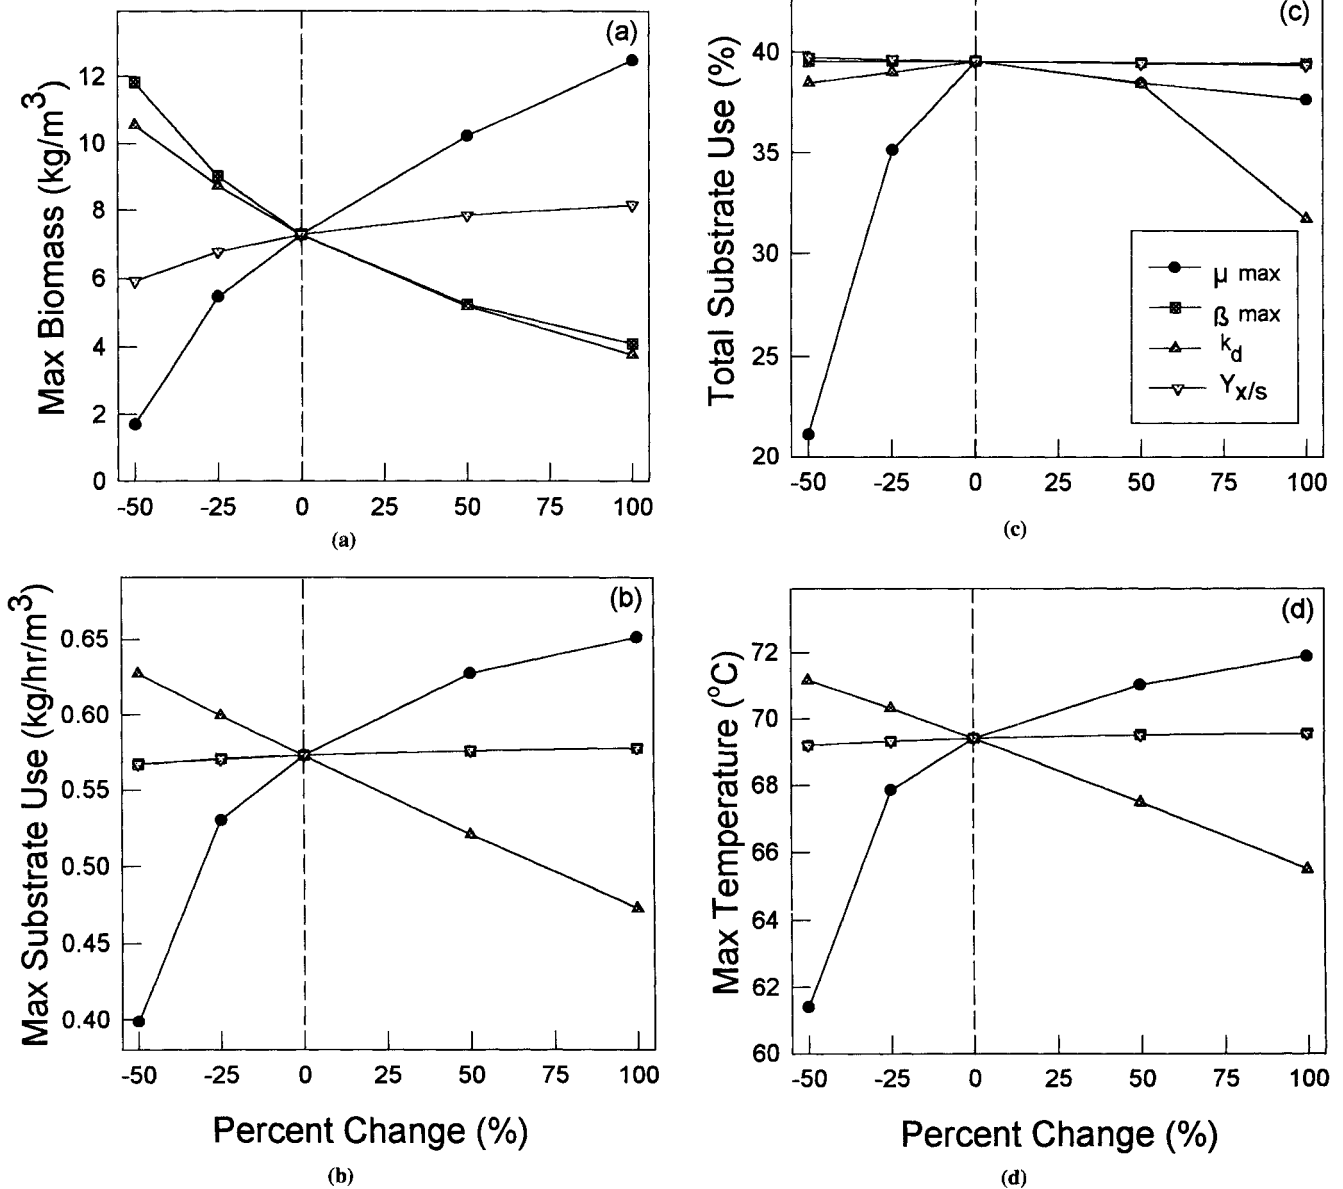 (a)
Max Biomass (kg/m³)
12
10
8
6
4
2
0
-50 -25 0 25 50 75 100
(a)
(c)
Total Substrate Use (%)
40
35
30
25
20
μ max
ß max
k_d
Y_x/s
-50 -25 0 25 50 75 100
(c)
(b)
Max Substrate Use (kg/hr/m³)
0.65
0.60
0.55
0.50
0.45
0.40
-50 -25 0 25 50 75 100
Percent Change (%)
(b)
(d)
Max Temperature (°C)
72
70
68
66
64
62
60
-50 -25 0 25 50 75 100
Percent Change (%)
(d)